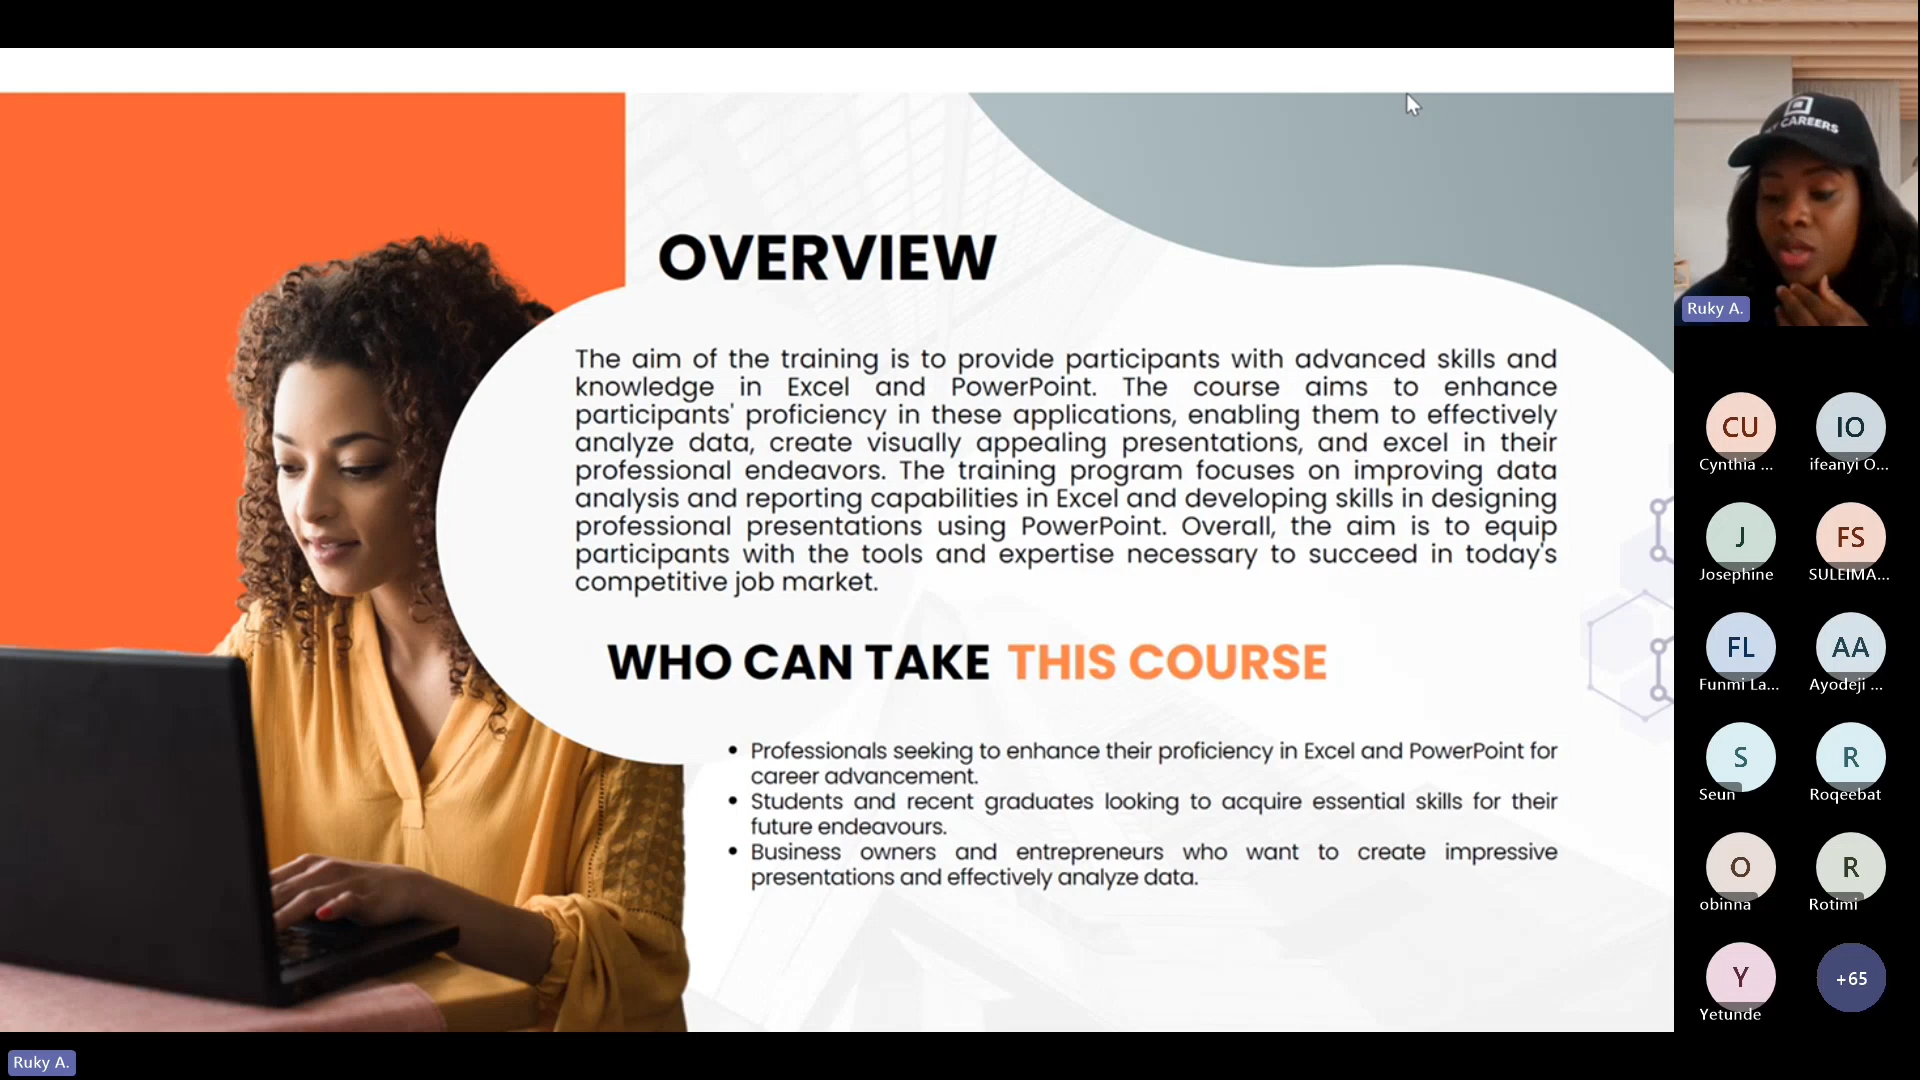 OVERVIEW
The aim of the training is to provide participants with advanced skills and
knowledge in Excel and PowerPoint. The course aims to enhance
participants' proficiency in these applications, enabling them to effectively
analyze data, create visually appealing presentations, and excel in their
professional endeavors. The training program focuses on improving data
analysis and reporting capabilities in Excel and developing skills in designing
professional presentations using PowerPoint. Overall, the aim is to equip
participants with the tools and expertise necessary to succeed in today's
competitive job market.
WHO CAN TAKE THIS COURSE
• Professionals seeking to enhance their proficiency in Excel and PowerPoint for
career advancement.
• Students and recent graduates looking to acquire essential skills for their
future endeavours.
• Business owners and entrepreneurs who want to create impressive
presentations and effectively analyze data.
Ruky A.
CAREERS
Ruky A.
CU IO
Cynthia ... ifeanyi O...
J FS
Josephine SULEIMA...
FL AA
Funmi La... Ayodeji ...
S R
Seun Roqeebat
O R
obinna Rotimi
Y +65
Yetunde